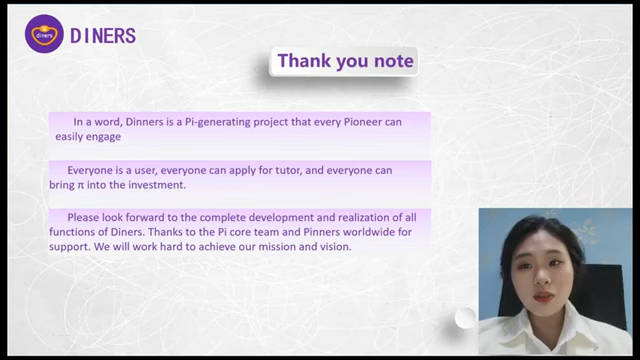 diners
DINERS
Thank you note
In a word, Dinners is a Pi-generating project that every Pioneer can
easily engage
Everyone is a user, everyone can apply for tutor, and everyone can
bring π into the investment.
Please look forward to the complete development and realization of all
functions of Diners. Thanks to the Pi core team and Pinners worldwide for
support. We will work hard to achieve our mission and vision.